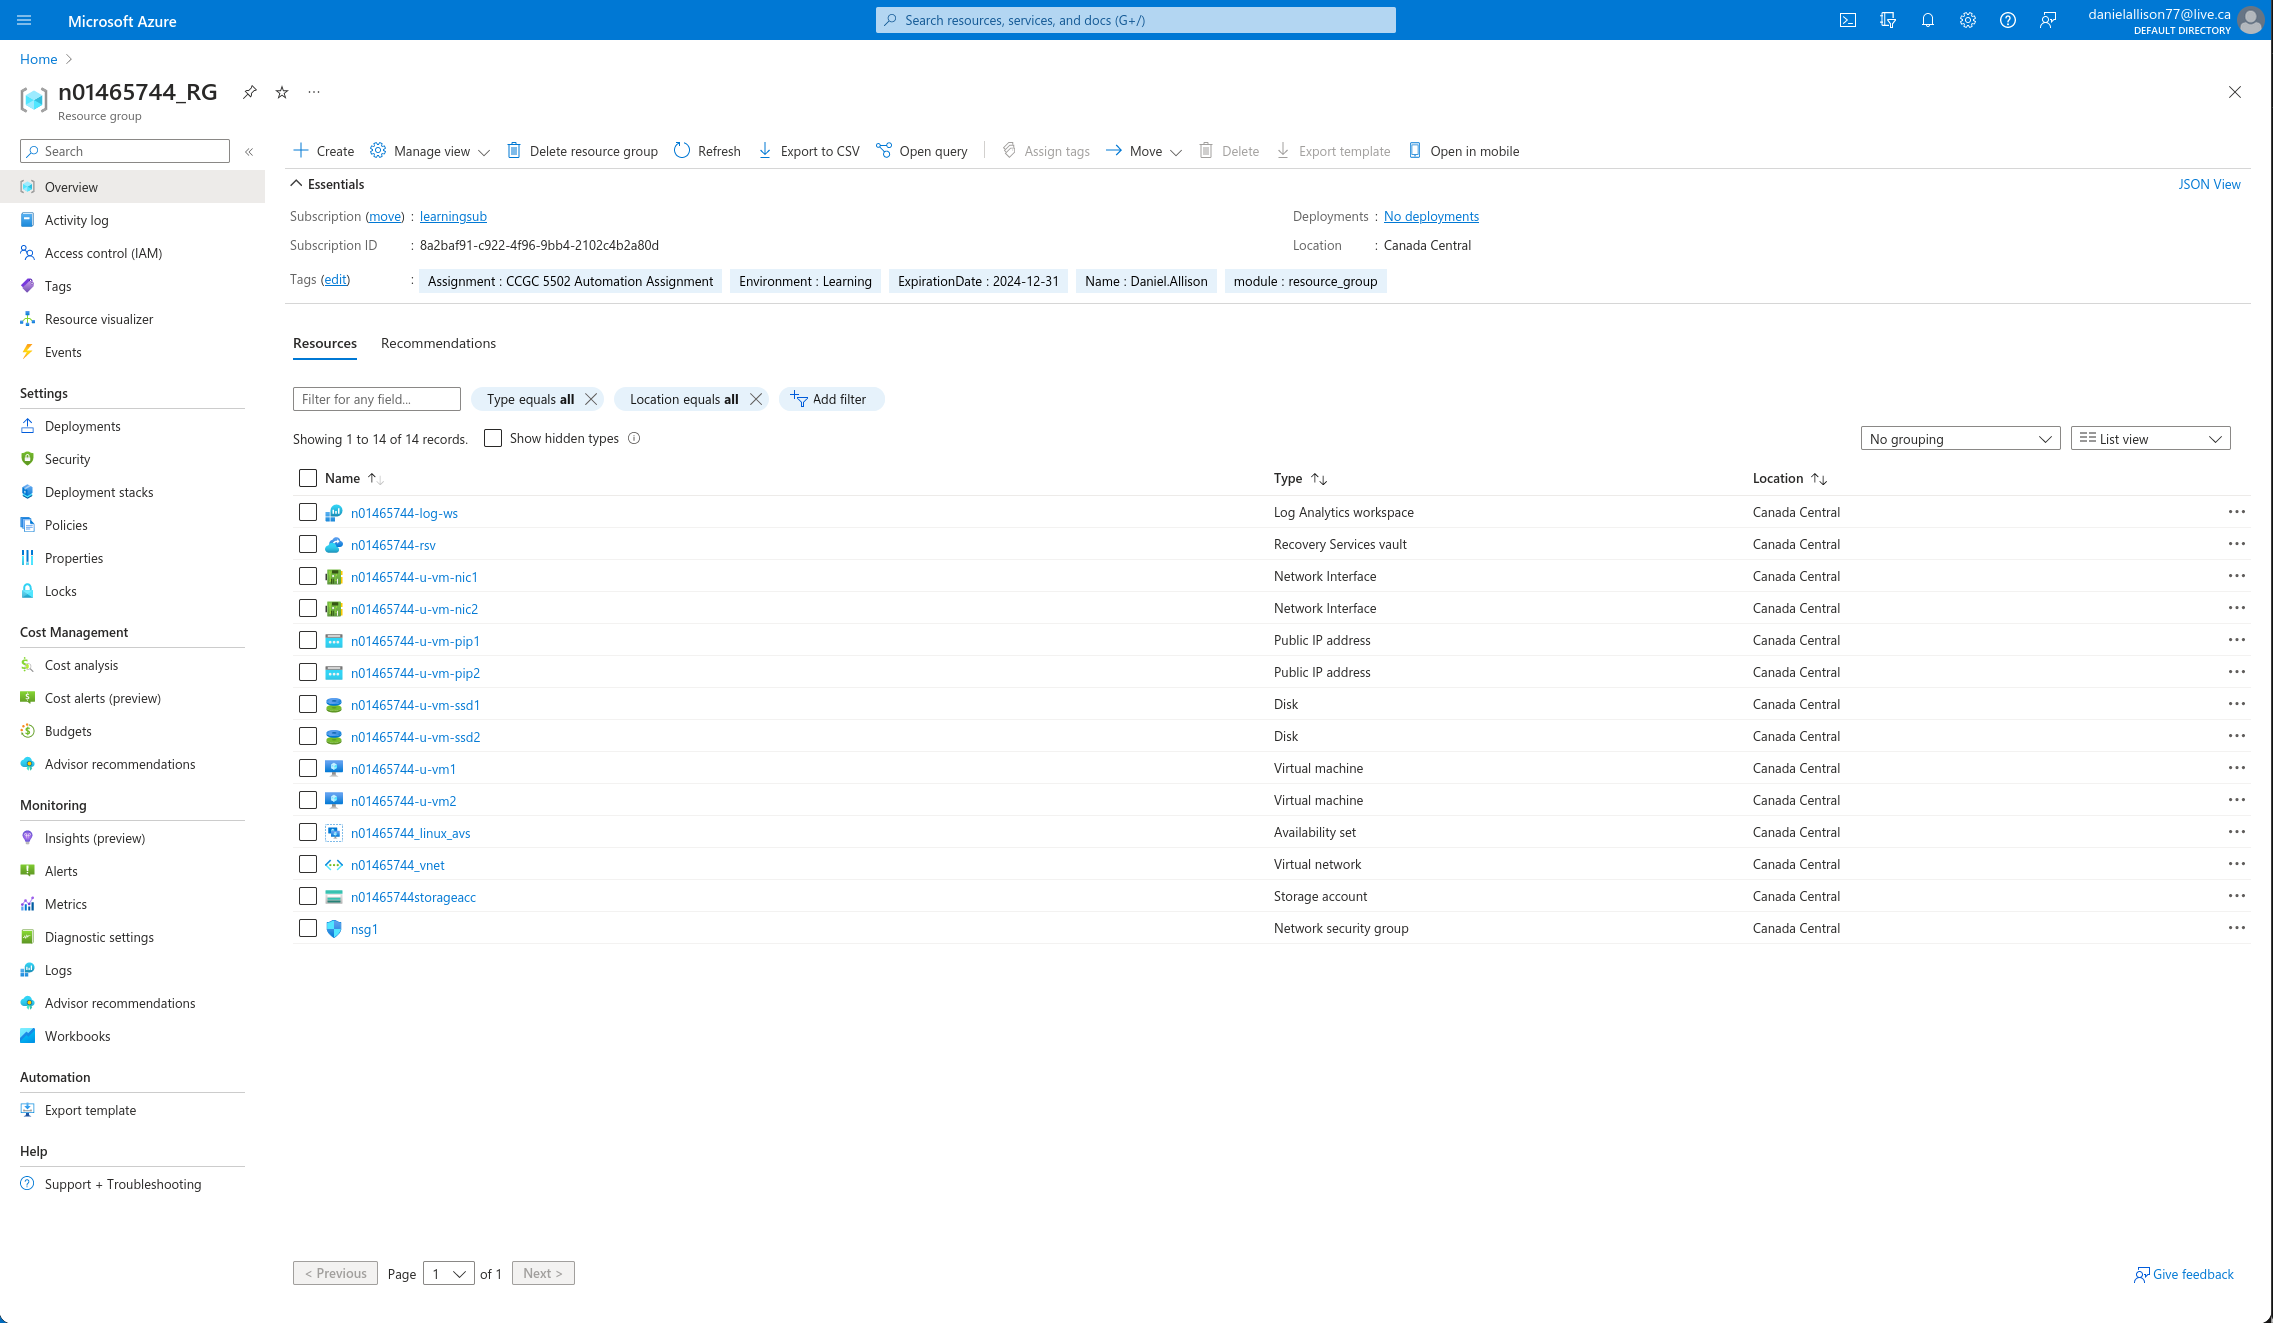 Microsoft Azure
Search resources, services, and docs (G+/)
danielallison77@live.ca
DEFAULT DIRECTORY
Home
n01465744_RG
Resource group
Search
«
Create
Manage view
Delete resource group
Refresh
Export to CSV
Open query
Assign tags
Move
Delete
Export template
Open in mobile
Overview
Activity log
Access control (IAM)
Tags
Resource visualizer
Events
Settings
Deployments
Security
Deployment stacks
Policies
Properties
Locks
Cost Management
Cost analysis
Cost alerts (preview)
Budgets
Advisor recommendations
Monitoring
Insights (preview)
Alerts
Metrics
Diagnostic settings
Logs
Advisor recommendations
Workbooks
Automation
Export template
Help
Support + Troubleshooting
Essentials
JSON View
Subscription (move) : learningsub
Deployments : No deployments
Subscription ID : 8a2baf91-c922-4f96-9bb4-2102c4b2a80d
Location : Canada Central
Tags (edit) : Assignment : CCGC 5502 Automation Assignment Environment : Learning ExpirationDate : 2024-12-31 Name : Daniel.Allison module : resource_group
Resources Recommendations
Filter for any field... Type equals all Location equals all Add filter
Showing 1 to 14 of 14 records. Show hidden types
No grouping List view
Name Type Location
n01465744-log-ws Log Analytics workspace Canada Central
n01465744-rsv Recovery Services vault Canada Central
n01465744-u-vm-nic1 Network Interface Canada Central
n01465744-u-vm-nic2 Network Interface Canada Central
n01465744-u-vm-pip1 Public IP address Canada Central
n01465744-u-vm-pip2 Public IP address Canada Central
n01465744-u-vm-ssd1 Disk Canada Central
n01465744-u-vm-ssd2 Disk Canada Central
n01465744-u-vm1 Virtual machine Canada Central
n01465744-u-vm2 Virtual machine Canada Central
n01465744_linux_avs Availability set Canada Central
n01465744_vnet Virtual network Canada Central
n01465744storageacc Storage account Canada Central
nsg1 Network security group Canada Central
< Previous Page 1 of 1 Next >
Give feedback